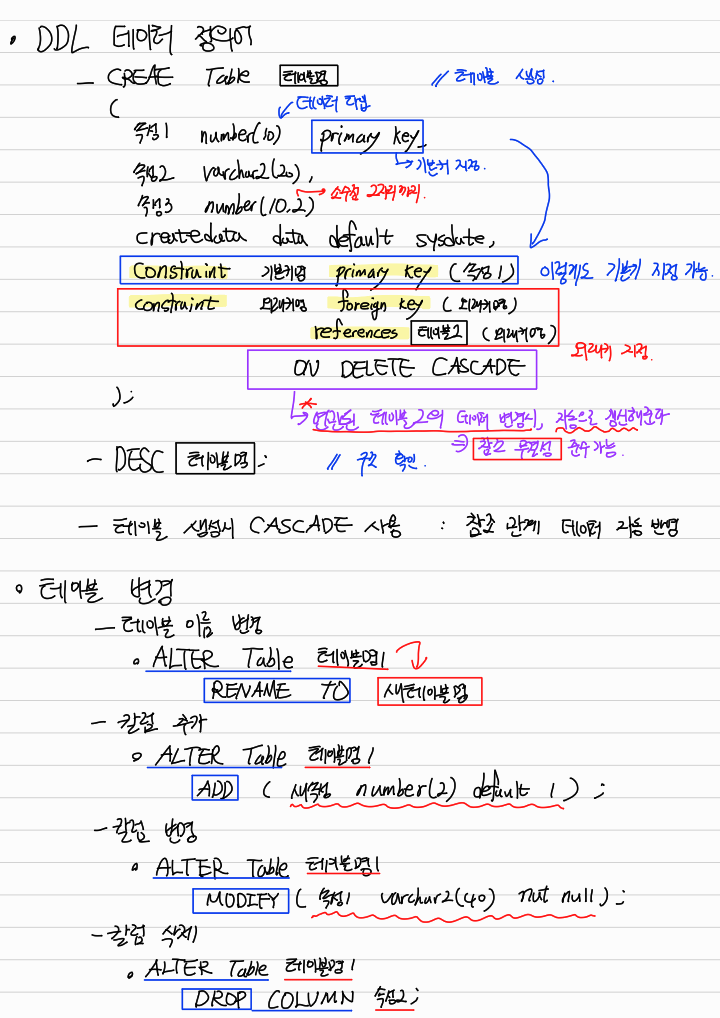 • DDL 데이터 정의어
– CREATE Table 테이블명 // 테이블 생성.
(
데이터 타입
속성1 number(10) primary key,
→ 기본키 지정.
속성2 varchar2(20),
→ 소수점 2자리까지.
속성3 number(10,2)
createdata data default sysdate,
Constraint 기본키명 primary key (속성1) 이렇게도 기본키 지정 가능.
constraint 외래키명 foreign key (외래키명)
references 테이블2 (외래키명)
외래키 지정.
ON DELETE CASCADE
);
→ 연관된 테이블2의 데이터 변경시, 자동으로 갱신해준다
⇒ 참조 무결성 준수 가능.
– DESC 테이블명; // 구조 확인.
– 테이블 생성시 CASCADE 사용 : 참조 관계 데이터 자동 반영
• 테이블 변경
– 테이블 이름 변경
• ALTER Table 테이블명1
RENAME TO 새테이블명
– 칼럼 추가
• ALTER Table 테이블명1
ADD (새속성 number(2) default 1);
– 칼럼 변경
• ALTER Table 테이블명1
MODIFY (속성1 varchar2(40) nut null);
– 칼럼 삭제
• ALTER Table 테이블명1
DROP COLUMN 속성2;